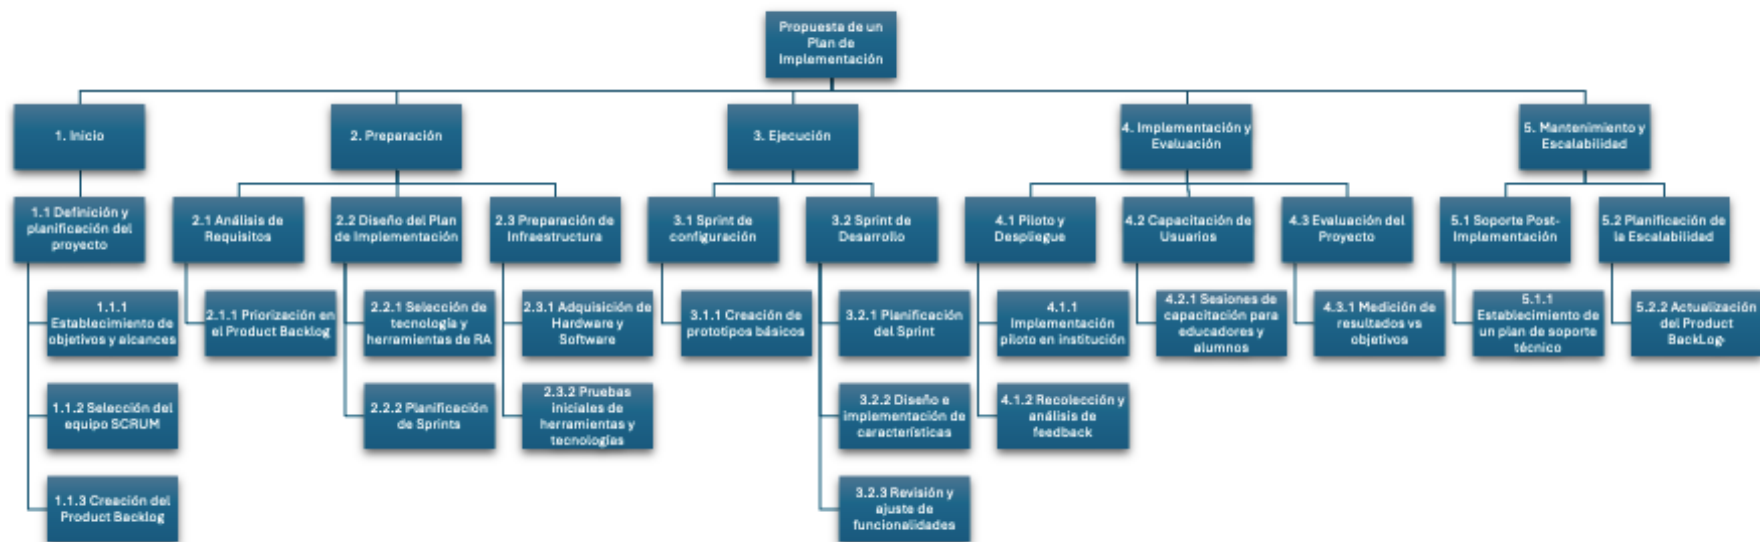 Propuesta de un
Plan de
Implementación
1. Inicio
2. Preparación
3. Ejecución
4. Implementación y
Evaluación
5. Mantenimiento y
Escalabilidad
1.1 Definición y
planificación del
proyecto
2.1 Análisis de
Requisitos
2.2 Diseño del Plan
de Implementación
2.3 Preparación de
Infraestructura
3.1 Sprint de
configuración
3.2 Sprint de
Desarrollo
4.1 Piloto y
Despliegue
4.2 Capacitación de
Usuarios
4.3 Evaluación del
Proyecto
5.1 Soporte Post-
Implementación
5.2 Planificación de
la Escalabilidad
1.1.1
Establecimiento de
objetivos y alcances
2.1.1 Priorización en
el Product Backlog
2.2.1 Selección de
tecnología y
herramientas de RA
2.3.1 Adquisición de
Hardware y
Software
3.1.1 Creación de
prototipos básicos
3.2.1 Planificación
del Sprint
4.1.1
Implementación
piloto en institución
4.2.1 Sesiones de
capacitación para
educadores y
alumnos
4.3.1 Medición de
resultados vs
objetivos
5.1.1
Establecimiento de
un plan de soporte
técnico
5.2.2 Actualización
del Product
BackLog
1.1.2 Selección del
equipo SCRUM
2.2.2 Planificación
de Sprints
2.3.2 Pruebas
iniciales de
herramientas y
tecnologías
3.2.2 Diseño e
implementación de
características
4.1.2 Recolección y
análisis de
feedback
1.1.3 Creación del
Product Backlog
3.2.3 Revisión y
ajuste de
funcionalidades